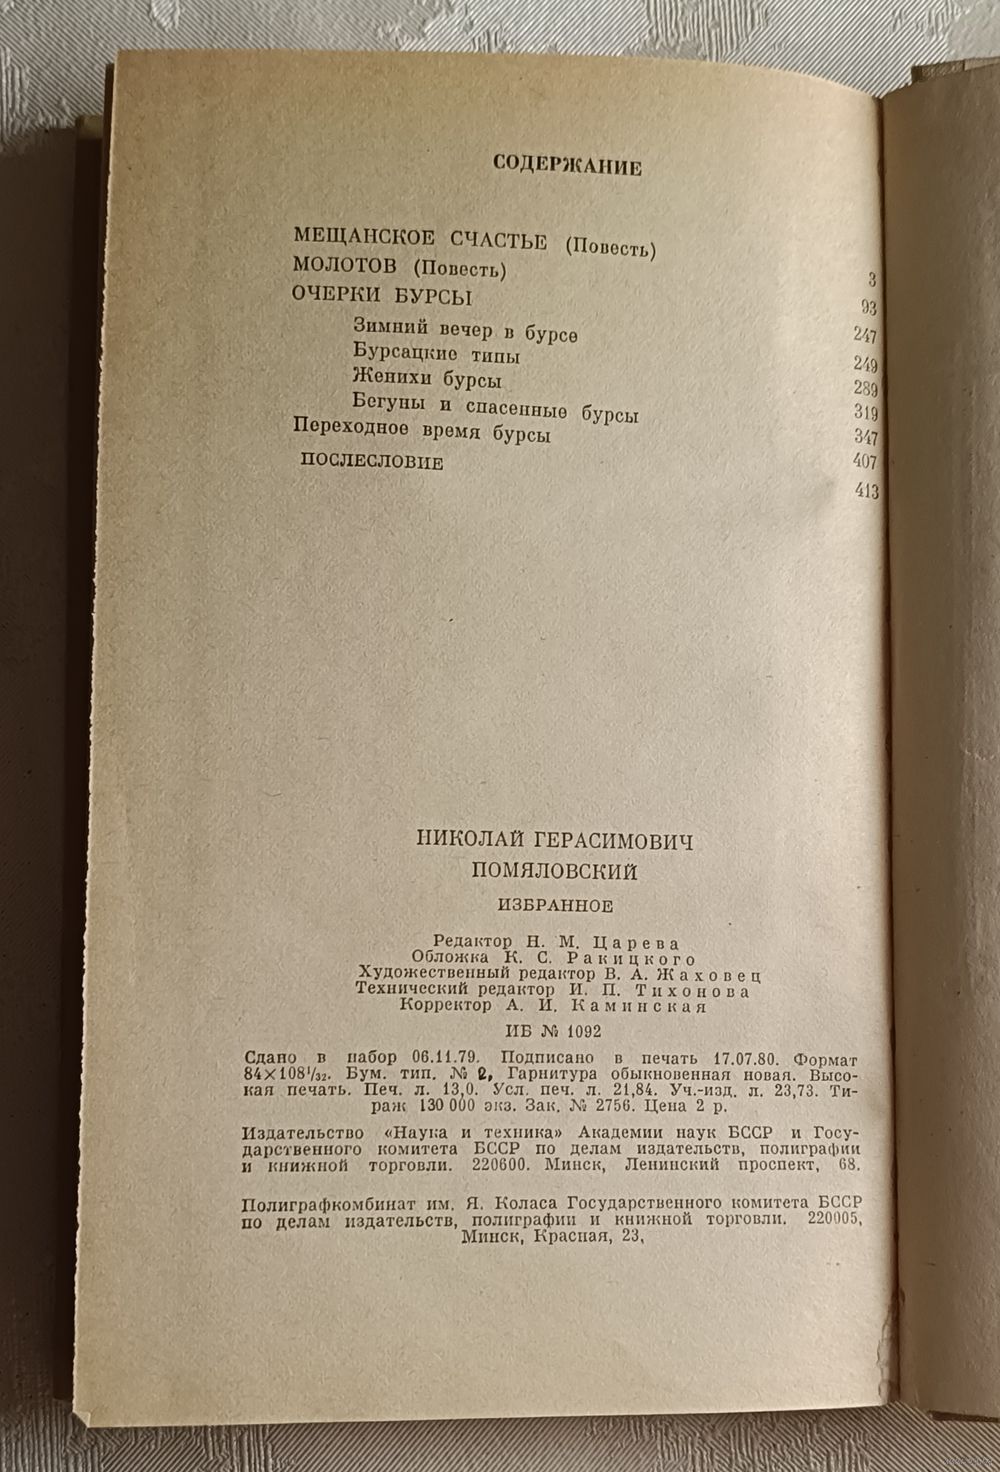 СОДЕРЖАНИЕ
МЕЩАНСКОЕ СЧАСТЬЕ (Повесть) 3
МОЛОТОВ (Повесть) 93
ОЧЕРКИ БУРСЫ 247
Зимний вечер в бурсе 249
Бурсацкие типы 289
Женихи бурсы 319
Бегуны и спасенные бурсы 347
Переходное время бурсы 407
ПОСЛЕСЛОВИЕ 413
НИКОЛАЙ ГЕРАСИМОВИЧ
ПОМЯЛОВСКИЙ
ИЗБРАННОЕ
Редактор Н. М. Царева
Обложка К. С. Ракицкого
Художественный редактор В. А. Жаховец
Технический редактор И. П. Тихонова
Корректор А. И. Каминская
ИБ № 1092
Сдано в набор 06.11.79. Подписано в печать 17.07.80. Формат
84×108¹/₃₂. Бум. тип. № 2, Гарнитура обыкновенная новая. Высо-
кая печать. Печ. л. 13,0. Усл. печ. л. 21,84. Уч.-изд. л. 23,73. Ти-
раж 130 000 экз. Зак. № 2756. Цена 2 р.
Издательство «Наука и техника» Академии наук БССР и Госу-
дарственного комитета БССР по делам издательств, полиграфии
и книжной торговли. 220600. Минск, Ленинский проспект, 68.
Полиграфкомбинат им. Я. Коласа Государственного комитета БССР
по делам издательств, полиграфии и книжной торговли. 220005,
Минск, Красная, 23,